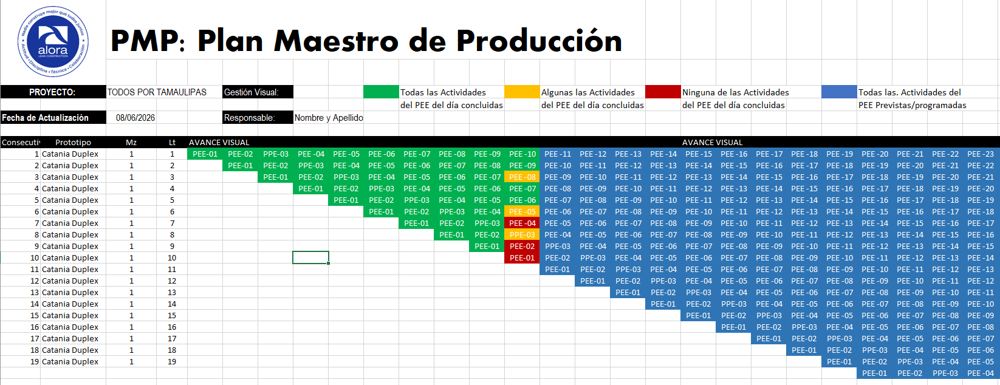 Nadie construye mejor que todos juntos
alora
LEAN CONSTRUCTION
Actitud • Disciplina • Técnica • Colaboración
PMP: Plan Maestro de Producción
PROYECTO: TODOS POR TAMAULIPAS Gestión Visual: Todas las Actividades Algunas las Actividades Ninguna de las Actividades Todas las. Actividades del
del PEE del día concluidas del PEE del día concluidas del PEE del día concluidas PEE Previstas/programadas
Fecha de Actualización 08/06/2026 Responsable: Nombre y Apellido
Consecuti Prototipo Mz Lt AVANCE VISUAL AVANCE VISUAL
1 Catania Duplex 1 1 PEE-01 PEE-02 PPE-03 PEE -04 PEE -05 PEE -06 PEE -07 PEE -08 PEE -09 PEE -10 PEE -11 PEE -12 PEE -13 PEE -14 PEE -15 PEE -16 PEE -17 PEE -18 PEE -19 PEE -20 PEE -21 PEE -22 PEE -23
2 Catania Duplex 1 2 PEE-01 PEE-02 PPE-03 PEE -04 PEE -05 PEE -06 PEE -07 PEE -08 PEE -09 PEE -10 PEE -11 PEE -12 PEE -13 PEE -14 PEE -15 PEE -16 PEE -17 PEE -18 PEE -19 PEE -20 PEE -21 PEE -22
3 Catania Duplex 1 3 PEE-01 PEE-02 PPE-03 PEE -04 PEE -05 PEE -06 PEE -07 PEE -08 PEE -09 PEE -10 PEE -11 PEE -12 PEE -13 PEE -14 PEE -15 PEE -16 PEE -17 PEE -18 PEE -19 PEE -20 PEE -21
4 Catania Duplex 1 4 PEE-01 PEE-02 PPE-03 PEE -04 PEE -05 PEE -06 PEE -07 PEE -08 PEE -09 PEE -10 PEE -11 PEE -12 PEE -13 PEE -14 PEE -15 PEE -16 PEE -17 PEE -18 PEE -19 PEE -20
5 Catania Duplex 1 5 PEE-01 PEE-02 PPE-03 PEE -04 PEE -05 PEE -06 PEE -07 PEE -08 PEE -09 PEE -10 PEE -11 PEE -12 PEE -13 PEE -14 PEE -15 PEE -16 PEE -17 PEE -18 PEE -19
6 Catania Duplex 1 6 PEE-01 PEE-02 PPE-03 PEE -04 PEE -05 PEE -06 PEE -07 PEE -08 PEE -09 PEE -10 PEE -11 PEE -12 PEE -13 PEE -14 PEE -15 PEE -16 PEE -17 PEE -18
7 Catania Duplex 1 7 PEE-01 PEE-02 PPE-03 PEE -04 PEE -05 PEE -06 PEE -07 PEE -08 PEE -09 PEE -10 PEE -11 PEE -12 PEE -13 PEE -14 PEE -15 PEE -16 PEE -17
8 Catania Duplex 1 8 PEE-01 PEE-02 PPE-03 PEE -04 PEE -05 PEE -06 PEE -07 PEE -08 PEE -09 PEE -10 PEE -11 PEE -12 PEE -13 PEE -14 PEE -15 PEE -16
9 Catania Duplex 1 9 PEE-01 PEE-02 PPE-03 PEE -04 PEE -05 PEE -06 PEE -07 PEE -08 PEE -09 PEE -10 PEE -11 PEE -12 PEE -13 PEE -14 PEE -15
10 Catania Duplex 1 10 PEE-01 PEE-02 PPE-03 PEE -04 PEE -05 PEE -06 PEE -07 PEE -08 PEE -09 PEE -10 PEE -11 PEE -12 PEE -13 PEE -14
11 Catania Duplex 1 11 PEE-01 PEE-02 PPE-03 PEE -04 PEE -05 PEE -06 PEE -07 PEE -08 PEE -09 PEE -10 PEE -11 PEE -12 PEE -13
12 Catania Duplex 1 12 PEE-01 PEE-02 PPE-03 PEE -04 PEE -05 PEE -06 PEE -07 PEE -08 PEE -09 PEE -10 PEE -11 PEE -12
13 Catania Duplex 1 13 PEE-01 PEE-02 PPE-03 PEE -04 PEE -05 PEE -06 PEE -07 PEE -08 PEE -09 PEE -10 PEE -11
14 Catania Duplex 1 14 PEE-01 PEE-02 PPE-03 PEE -04 PEE -05 PEE -06 PEE -07 PEE -08 PEE -09 PEE -10
15 Catania Duplex 1 15 PEE-01 PEE-02 PPE-03 PEE -04 PEE -05 PEE -06 PEE -07 PEE -08 PEE -09
16 Catania Duplex 1 16 PEE-01 PEE-02 PPE-03 PEE -04 PEE -05 PEE -06 PEE -07 PEE -08
17 Catania Duplex 1 17 PEE-01 PEE-02 PPE-03 PEE -04 PEE -05 PEE -06 PEE -07
18 Catania Duplex 1 18 PEE-01 PEE-02 PPE-03 PEE -04 PEE -05 PEE -06
19 Catania Duplex 1 19 PEE-01 PEE-02 PPE-03 PEE -04 PEE -05
PEE-01 PEE-02 PPE-03 PEE -04